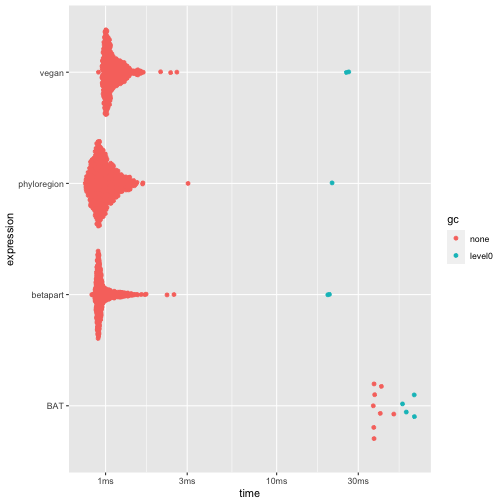 vegan
phyloregion
betapart
BAT
expression
1ms
3ms
10ms
30ms
time
gc
none
level0